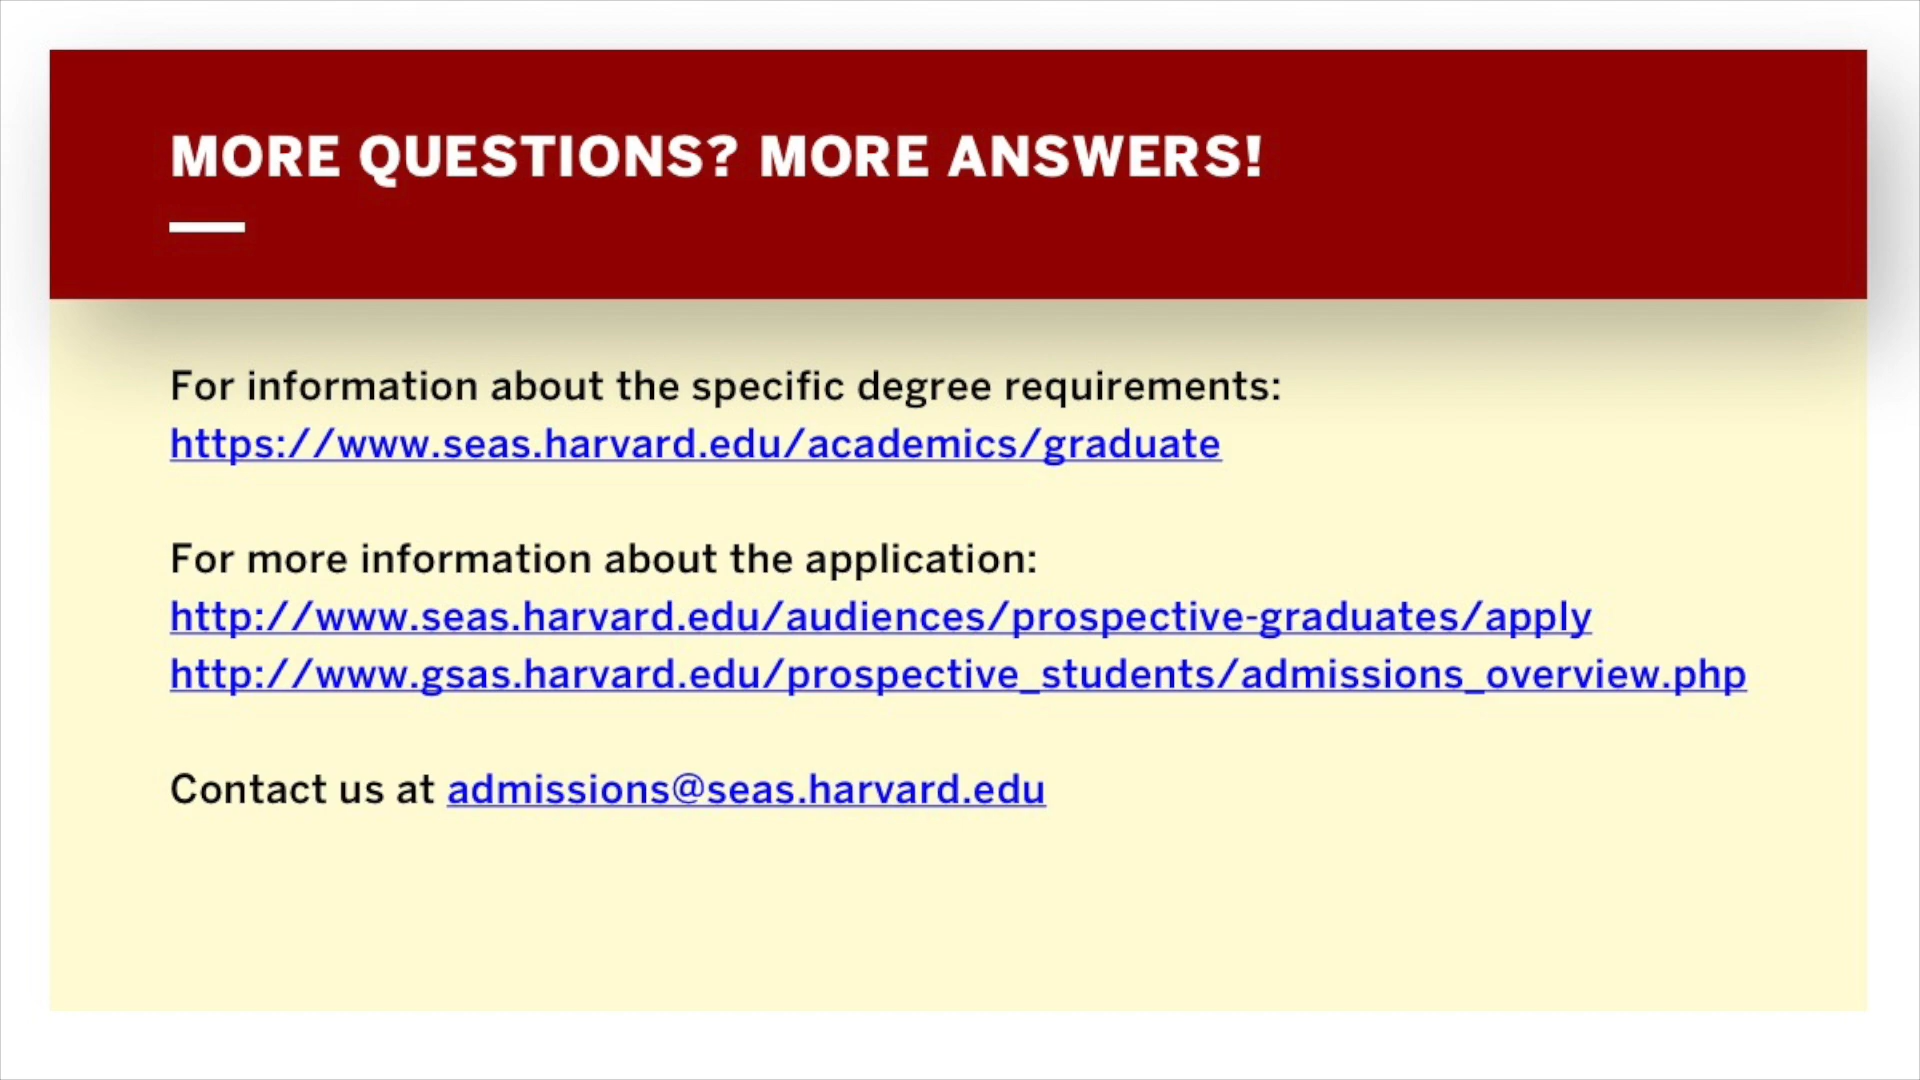 MORE QUESTIONS? MORE ANSWERS!
For information about the specific degree requirements:
https://www.seas.harvard.edu/academics/graduate
For more information about the application:
http://www.seas.harvard.edu/audiences/prospective-graduates/apply
http://www.gsas.harvard.edu/prospective_students/admissions_overview.php
Contact us at admissions@seas.harvard.edu